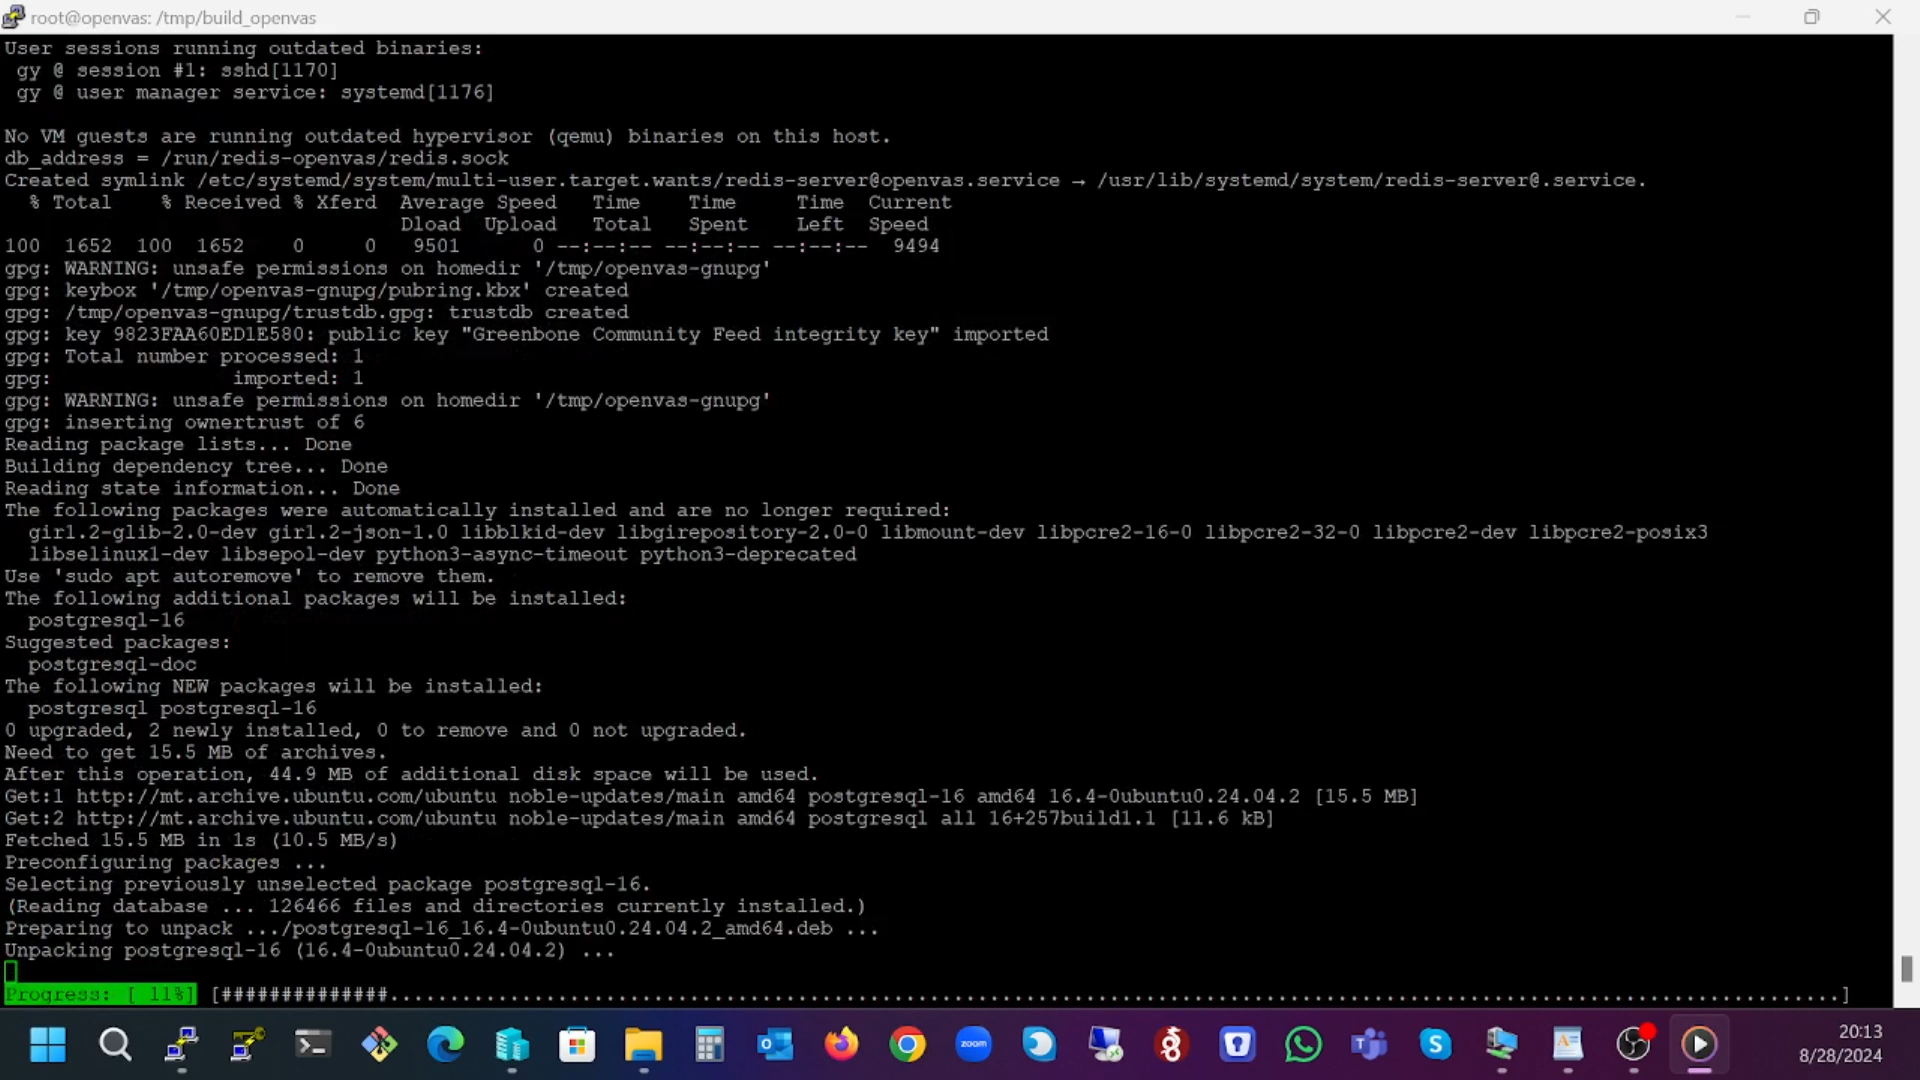 root@openvas: /tmp/build_openvas
User sessions running outdated binaries:
gy @ session #1: sshd[1170]
gy @ user manager service: systemd[1176]
No VM guests are running outdated hypervisor (qemu) binaries on this host.
db_address = /run/redis-openvas/redis.sock
Created symlink /etc/systemd/system/multi-user.target.wants/redis-server@openvas.service → /usr/lib/systemd/system/redis-server@.service.
% Total % Received % Xferd Average Speed Time Time Time Current
Dload Upload Total Spent Left Speed
100 1652 100 1652 0 0 9501 0 --:--:-- --:--:-- --:--:-- 9494
gpg: WARNING: unsafe permissions on homedir '/tmp/openvas-gnupg'
gpg: keybox '/tmp/openvas-gnupg/pubring.kbx' created
gpg: /tmp/openvas-gnupg/trustdb.gpg: trustdb created
gpg: key 9823FAA60ED1E580: public key "Greenbone Community Feed integrity key" imported
gpg: Total number processed: 1
gpg: imported: 1
gpg: WARNING: unsafe permissions on homedir '/tmp/openvas-gnupg'
gpg: inserting ownertrust of 6
Reading package lists... Done
Building dependency tree... Done
Reading state information... Done
The following packages were automatically installed and are no longer required:
gir1.2-glib-2.0-dev gir1.2-json-1.0 libblkid-dev libgirepository-2.0-0 libmount-dev libpcre2-16-0 libpcre2-32-0 libpcre2-dev libpcre2-posix3
libselinux1-dev libsepol-dev python3-async-timeout python3-deprecated
Use 'sudo apt autoremove' to remove them.
The following additional packages will be installed:
postgresql-16
Suggested packages:
postgresql-doc
The following NEW packages will be installed:
postgresql postgresql-16
0 upgraded, 2 newly installed, 0 to remove and 0 not upgraded.
Need to get 15.5 MB of archives.
After this operation, 44.9 MB of additional disk space will be used.
Get:1 http://mt.archive.ubuntu.com/ubuntu noble-updates/main amd64 postgresql-16 amd64 16.4-0ubuntu0.24.04.2 [15.5 MB]
Get:2 http://mt.archive.ubuntu.com/ubuntu noble-updates/main amd64 postgresql all 16+257build1.1 [11.6 kB]
Fetched 15.5 MB in 1s (10.5 MB/s)
Preconfiguring packages ...
Selecting previously unselected package postgresql-16.
(Reading database ... 126466 files and directories currently installed.)
Preparing to unpack .../postgresql-16_16.4-0ubuntu0.24.04.2_amd64.deb ...
Unpacking postgresql-16 (16.4-0ubuntu0.24.04.2) ...
Progress: [ 11%] [##############.........................................................................................................................]
zoom
20:13
8/28/2024